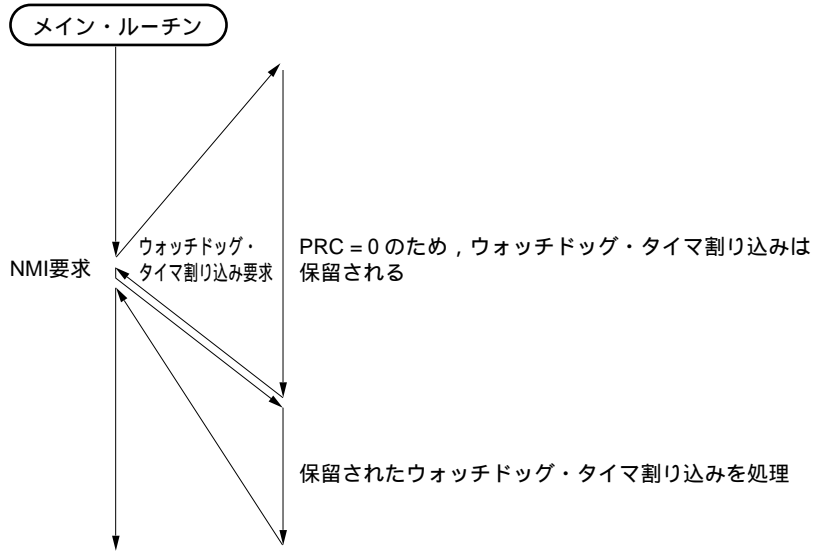 メイン・ルーチン
NMI要求
ウォッチドッグ・
タイマ割り込み要求
PRC = 0 のため，ウォッチドッグ・タイマ割り込みは
保留される
保留されたウォッチドッグ・タイマ割り込みを処理